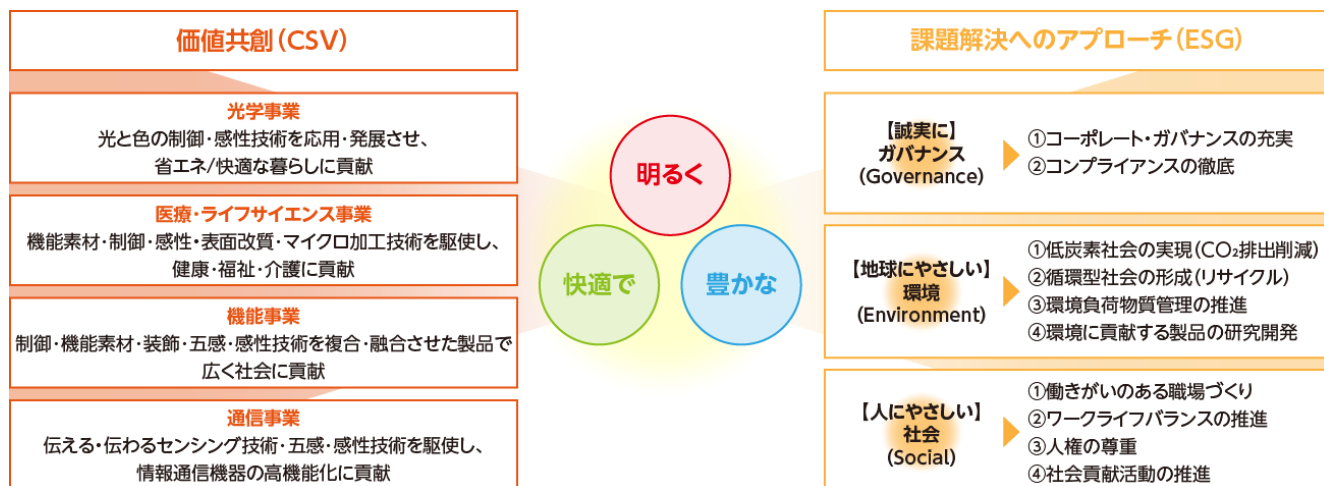 価値共創(CSV)
光学事業
光と色の制御・感性技術を応用・発展させ、
省エネ/快適な暮らしに貢献
医療・ライフサイエンス事業
機能素材・制御・感性・表面改質・マイクロ加工技術を駆使し、
健康・福祉・介護に貢献
機能事業
制御・機能素材・装飾・五感・感性技術を複合・融合させた製品で
広く社会に貢献
通信事業
伝える・伝わるセンシング技術・五感・感性技術を駆使し、
情報通信機器の高機能化に貢献
明るく
快適で
豊かな
課題解決へのアプローチ(ESG)
【誠実に】
ガバナンス
(Governance)
①コーポレート・ガバナンスの充実
②コンプライアンスの徹底
【地球にやさしい】
環境
(Environment)
①低炭素社会の実現(CO₂排出削減)
②循環型社会の形成(リサイクル)
③環境負荷物質管理の推進
④環境に貢献する製品の研究開発
【人にやさしい】
社会
(Social)
①働きがいのある職場づくり
②ワークライフバランスの推進
③人権の尊重
④社会貢献活動の推進